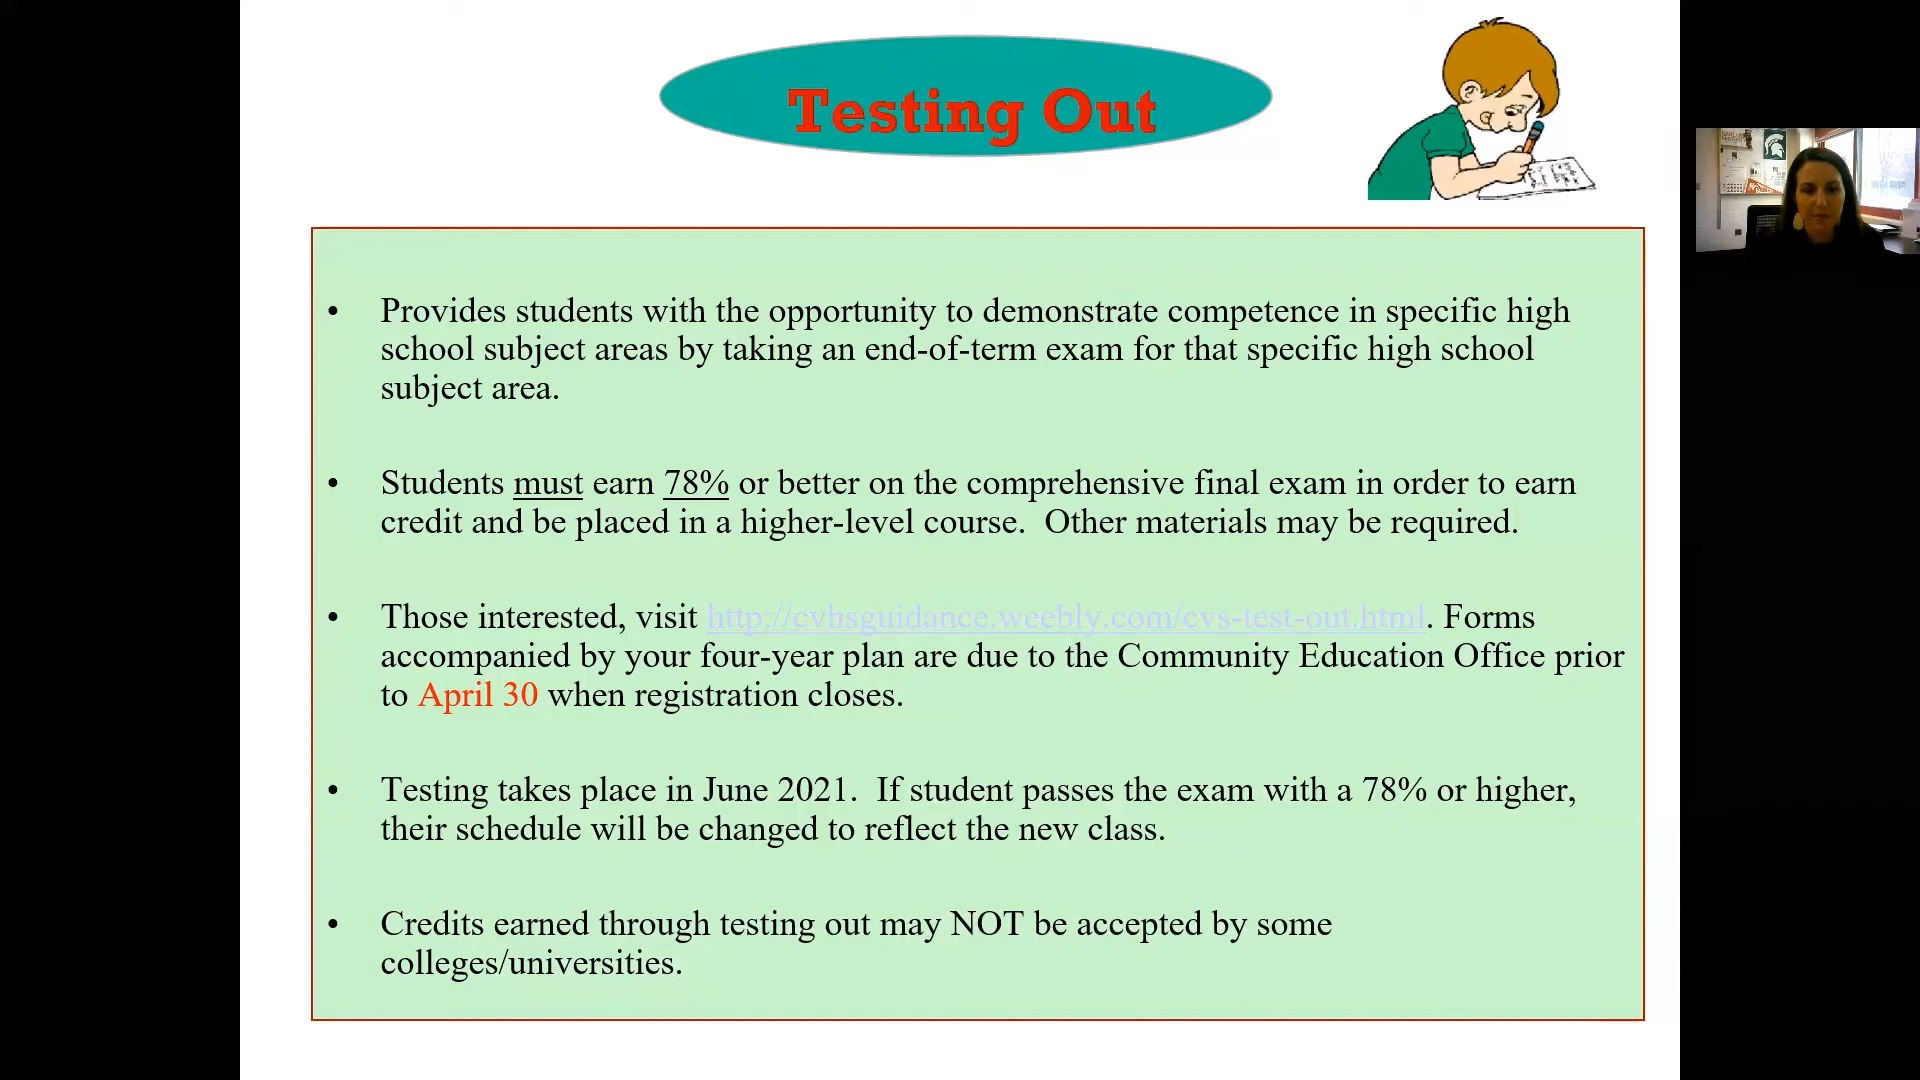 Testing Out
• Provides students with the opportunity to demonstrate competence in specific high
school subject areas by taking an end-of-term exam for that specific high school
subject area.
• Students must earn 78% or better on the comprehensive final exam in order to earn
credit and be placed in a higher-level course.  Other materials may be required.
• Those interested, visit http://cvhsguidance.weebly.com/cvs-test-out.html. Forms
accompanied by your four-year plan are due to the Community Education Office prior
to April 30 when registration closes.
• Testing takes place in June 2021.  If student passes the exam with a 78% or higher,
their schedule will be changed to reflect the new class.
• Credits earned through testing out may NOT be accepted by some
colleges/universities.